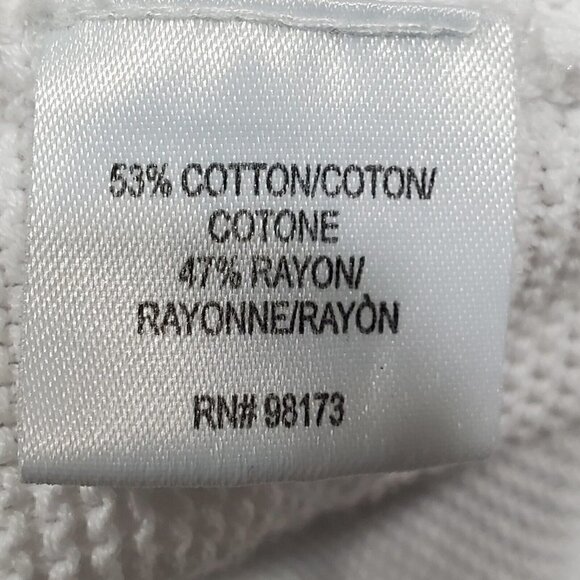 53% COTTON/COTON/
COTONE
47% RAYON/
RAYONNE/RAYÒN
RN# 98173